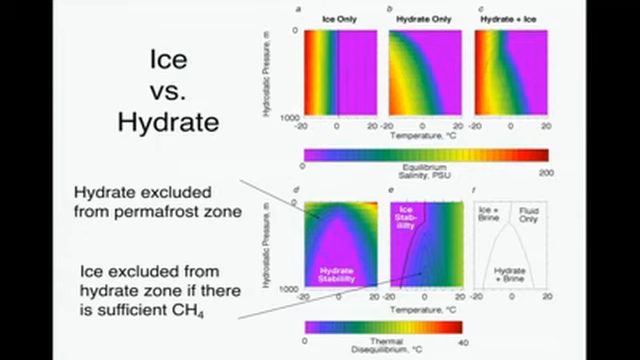 Ice
vs.
Hydrate
Hydrate excluded
from permafrost zone
Ice excluded from
hydrate zone if there
is sufficient CH₄
a
b
c
Ice Only
Hydrate Only
Hydrate + Ice
Hydrostatic Pressure, m
0
1000
-20 0 20
-20 0 20
-20 0 20
Temperature, °C
0
200
Equilibrium
Salinity, PSU
d
e
f
Hydrostatic Pressure, m
0
1000
Hydrate
Stability
Ice
Stab-
ility
Ice +
Brine
Fluid
Only
Hydrate
+ Brine
-20 0 20
-20 0 20
-20 0 20
Temperature, °C
0
40
Thermal
Disequilibrium, °C